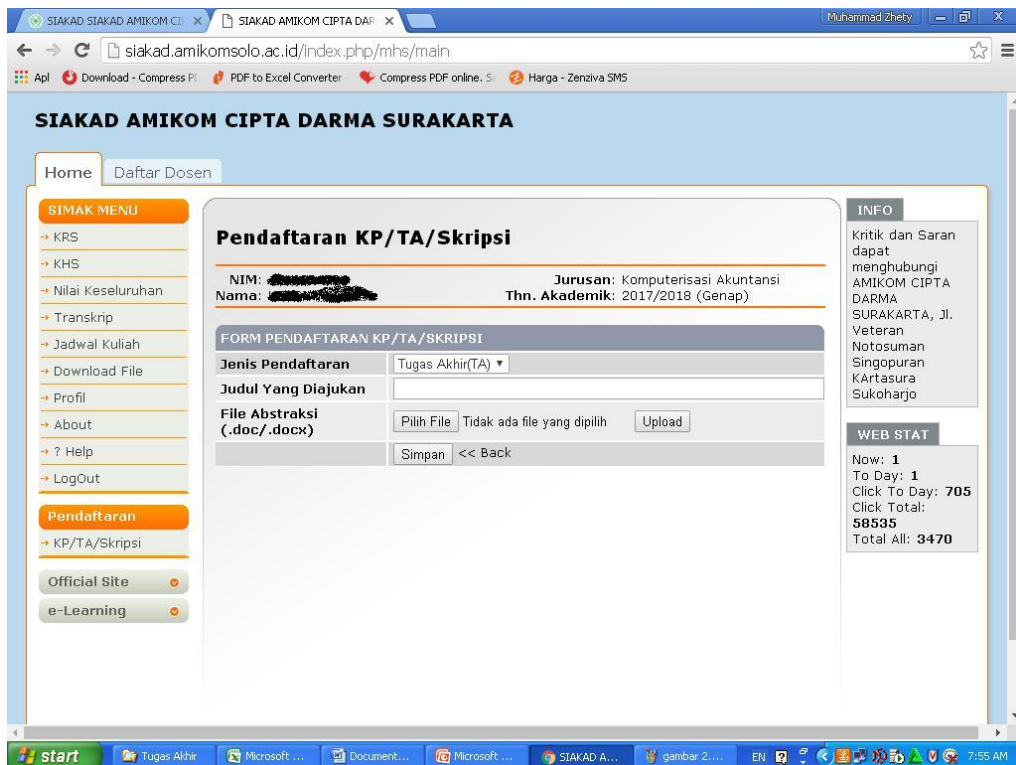 SIAKAD SIAKAD AMIKOM CI
SIAKAD AMIKOM CIPTA DAR
Muhammad Zhety
siakad.amikomsolo.ac.id/index.php/mhs/main
Apl
Download - Compress P
PDF to Excel Converter
Compress PDF online. S
Harga - Zenziva SMS
SIAKAD AMIKOM CIPTA DARMA SURAKARTA
Home
Daftar Dosen
SIMAK MENU
KRS
KHS
Nilai Keseluruhan
Transkrip
Jadwal Kuliah
Download File
Profil
About
? Help
LogOut
Pendaftaran
KP/TA/Skripsi
Official Site
e-Learning
Pendaftaran KP/TA/Skripsi
NIM:
Jurusan: Komputerisasi Akuntansi
Nama:
Thn. Akademik: 2017/2018 (Genap)
FORM PENDAFTARAN KP/TA/SKRIPSI
Jenis Pendaftaran
Tugas Akhir(TA)
Judul Yang Diajukan
File Abstraksi
(.doc/.docx)
Pilih File Tidak ada file yang dipilih
Upload
Simpan
<< Back
INFO
Kritik dan Saran
dapat
menghubungi
AMIKOM CIPTA
DARMA
SURAKARTA, Jl.
Veteran
Notosuman
Singopuran
KArtasura
Sukoharjo
WEB STAT
Now: 1
To Day: 1
Click To Day: 705
Click Total:
58535
Total All: 3470
start
Tugas Akhir
Microsoft ...
Document...
Microsoft ...
SIAKAD A...
gambar 2....
EN
7:55 AM